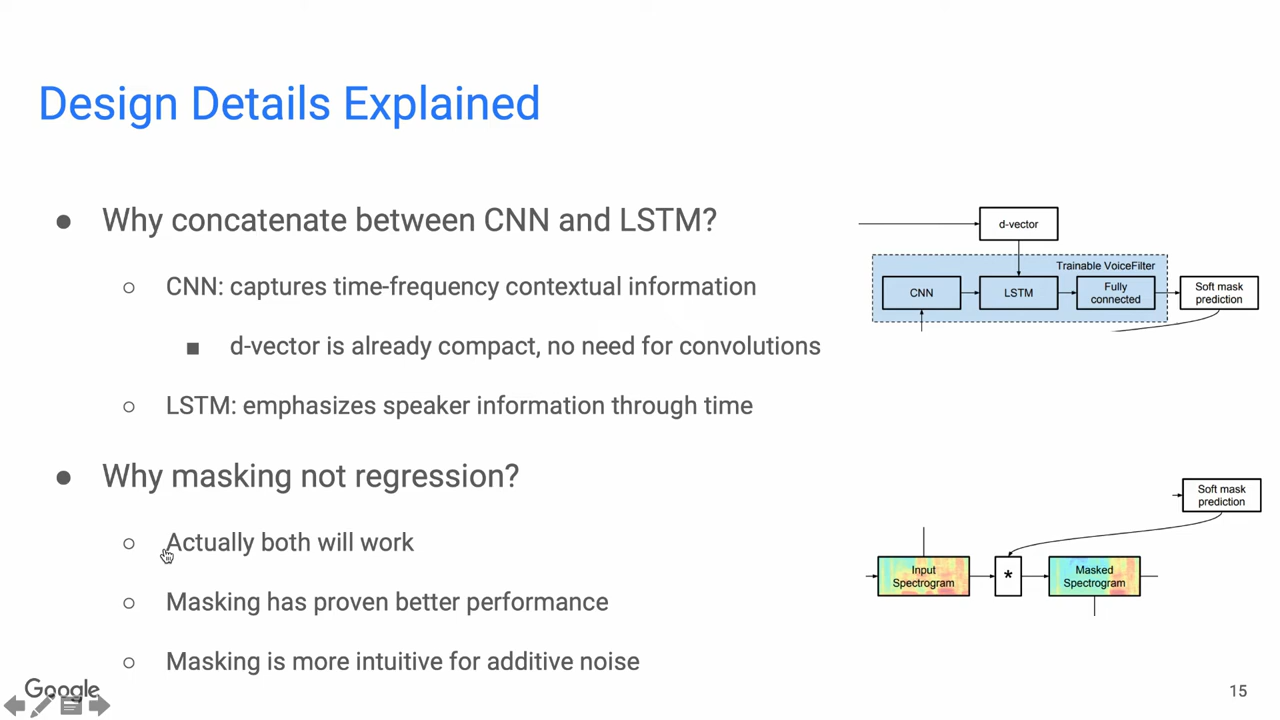 Design Details Explained
● Why concatenate between CNN and LSTM?
○ CNN: captures time-frequency contextual information
■ d-vector is already compact, no need for convolutions
○ LSTM: emphasizes speaker information through time
● Why masking not regression?
○ Actually both will work
○ Masking has proven better performance
○ Masking is more intuitive for additive noise
d-vector
Trainable VoiceFilter
CNN
LSTM
Fully
connected
Soft mask
prediction
Soft mask
prediction
Input
Spectrogram
*
Masked
Spectrogram
Google
15